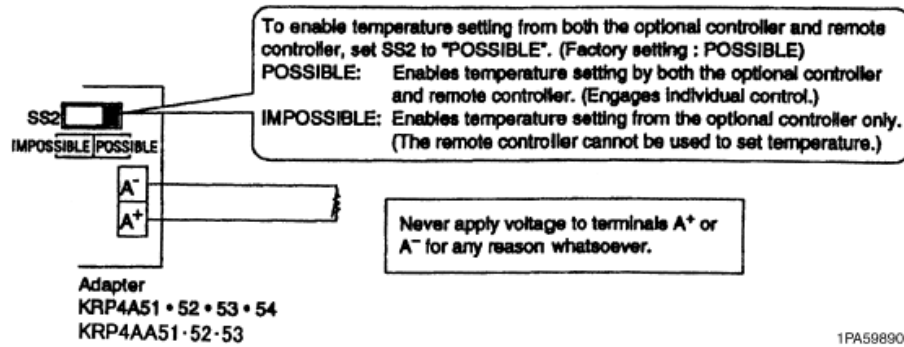 To enable temperature setting from both the optional controller and remote
controller, set SS2 to "POSSIBLE". (Factory setting : POSSIBLE)
POSSIBLE: Enables temperature setting by both the optional controller
and remote controller. (Engages individual control.)
IMPOSSIBLE: Enables temperature setting from the optional controller only.
(The remote controller cannot be used to set temperature.)
SS2
IMPOSSIBLE POSSIBLE
A⁻
A⁺
Never apply voltage to terminals A⁺ or
A⁻ for any reason whatsoever.
Adapter
KRP4A51・52・53・54
KRP4AA51·52·53
1PA59890